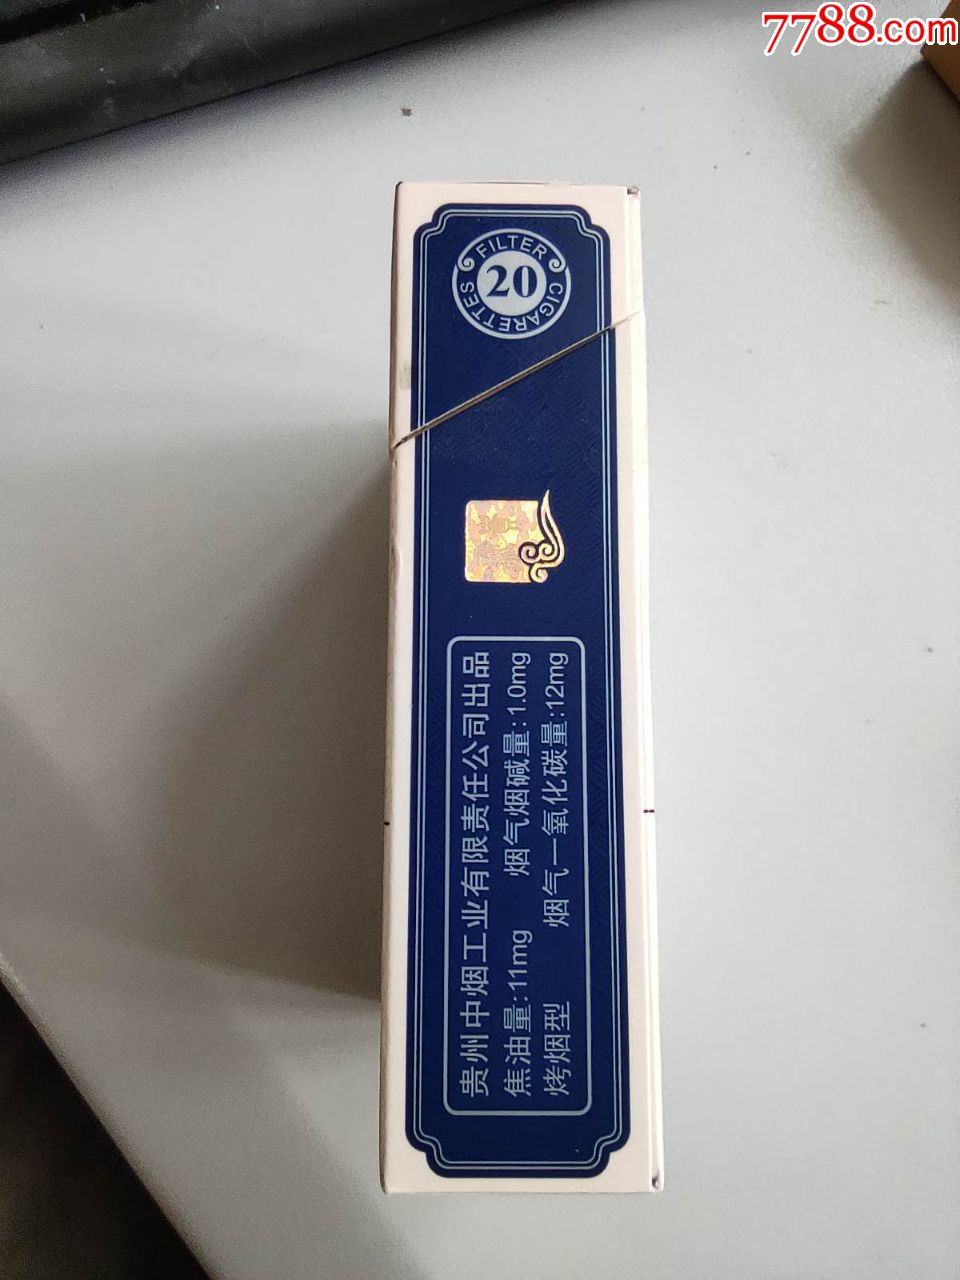 7788.com
FILTER
20
CIGARETTES
贵州中烟工业有限责任公司出品
焦油量:11mg 烟气烟碱量:1.0mg
烤烟型 烟气一氧化碳量:12mg